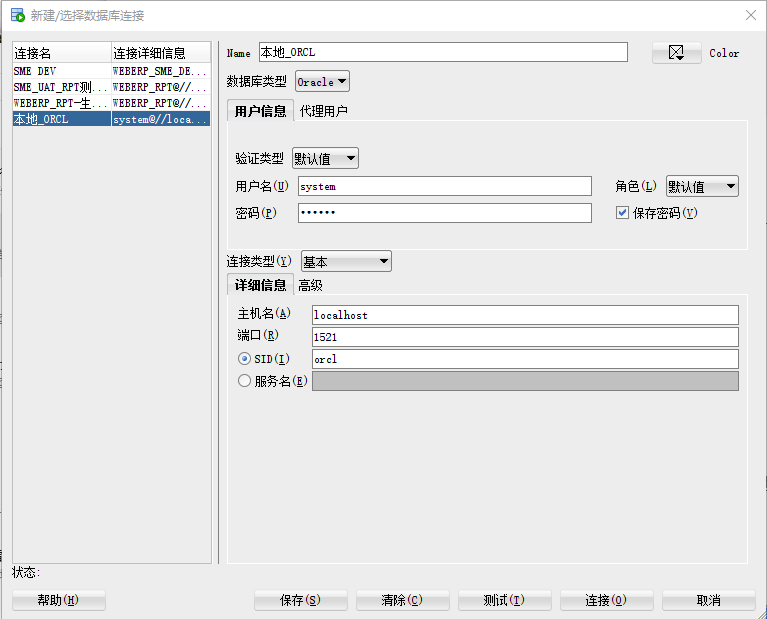 新建/选择数据库连接
连接名 连接详细信息
SME DEV WEBERP_SME_DE...
SME_UAT_RPT测... WEBERP_RPT@//...
WEBERP_RPT-生... WEBERP_RPT@//...
本地_ORCL system@//loca...
Name 本地_ORCL Color
数据库类型 Oracle
用户信息 代理用户
验证类型 默认值
用户名(U) system 角色(L) 默认值
密码(P) •••••• 保存密码(V)
连接类型(Y) 基本
详细信息 高级
主机名(A) localhost
端口(R) 1521
SID(I) orcl
服务名(E)
状态:
帮助(H) 保存(S) 清除(C) 测试(T) 连接(O) 取消